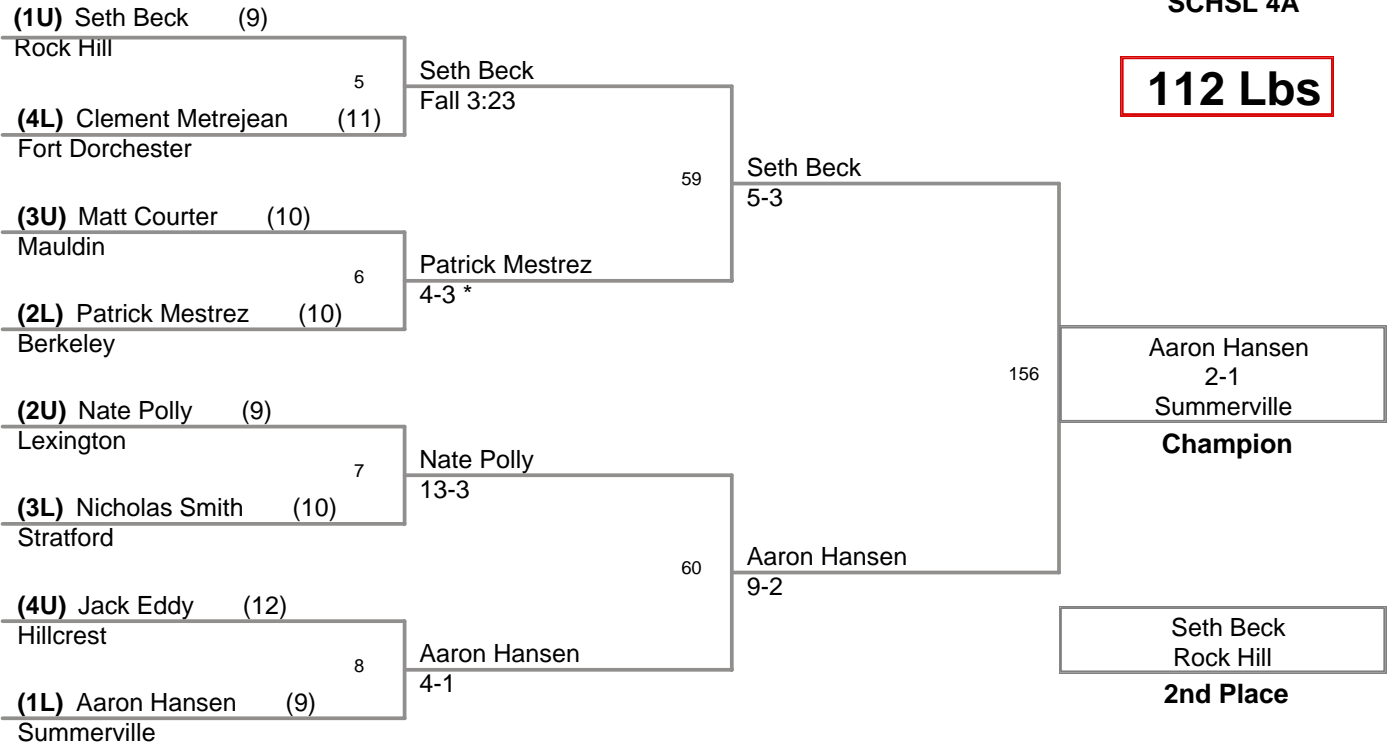 SCHSL 4A
112 Lbs
(1U) Seth Beck (9)
Rock Hill
5
(4L) Clement Metrejean (11)
Fort Dorchester
Seth Beck
Fall 3:23
(3U) Matt Courter (10)
Mauldin
6
(2L) Patrick Mestrez (10)
Berkeley
Patrick Mestrez
4-3 *
59
Seth Beck
5-3
(2U) Nate Polly (9)
Lexington
7
(3L) Nicholas Smith (10)
Stratford
Nate Polly
13-3
(4U) Jack Eddy (12)
Hillcrest
8
(1L) Aaron Hansen (9)
Summerville
Aaron Hansen
4-1
60
Aaron Hansen
9-2
156
Aaron Hansen
2-1
Summerville
Champion
Seth Beck
Rock Hill
2nd Place